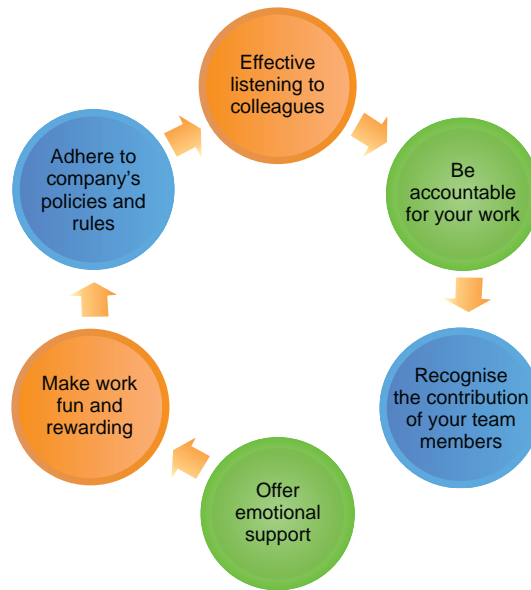 Effective
listening to
colleagues
Be
accountable
for your work
Recognise
the contribution
of your team
members
Offer
emotional
support
Make work
fun and
rewarding
Adhere to
company's
policies and
rules